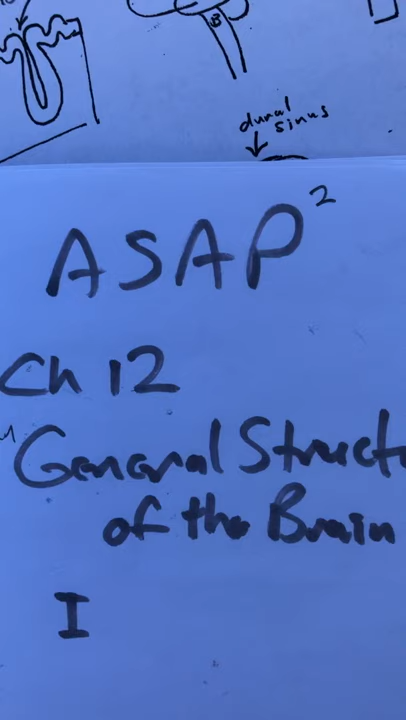 B
dural
sinus
ASAP²
Ch 12
General Struct
of the Brain
I